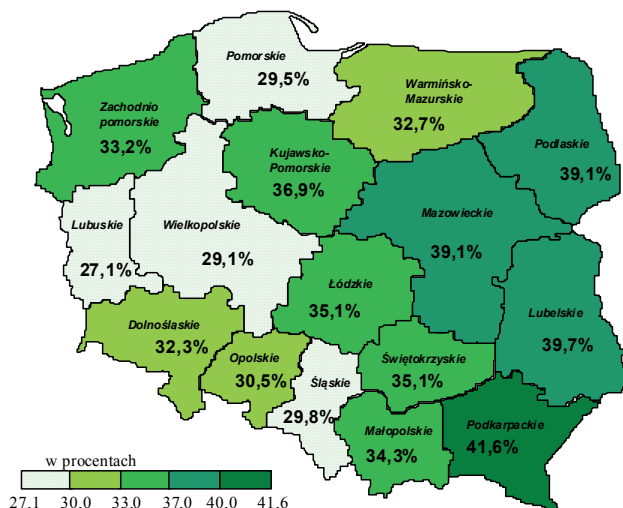 Pomorskie
29,5%
Warmińsko-
Mazurskie
32,7%
Zachodnio
pomorskie
33,2%
Podlaskie
39,1%
Kujawsko-
Pomorskie
36,9%
Mazowieckie
39,1%
Lubuskie
27,1%
Wielkopolskie
29,1%
Łódzkie
35,1%
Lubelskie
39,7%
Dolnośląskie
32,3%
Opolskie
30,5%
Śląskie
29,8%
Świętokrzyskie
35,1%
Małopolskie
34,3%
Podkarpackie
41,6%
w procentach
27.1 30.0 33.0 37.0 40.0 41.6